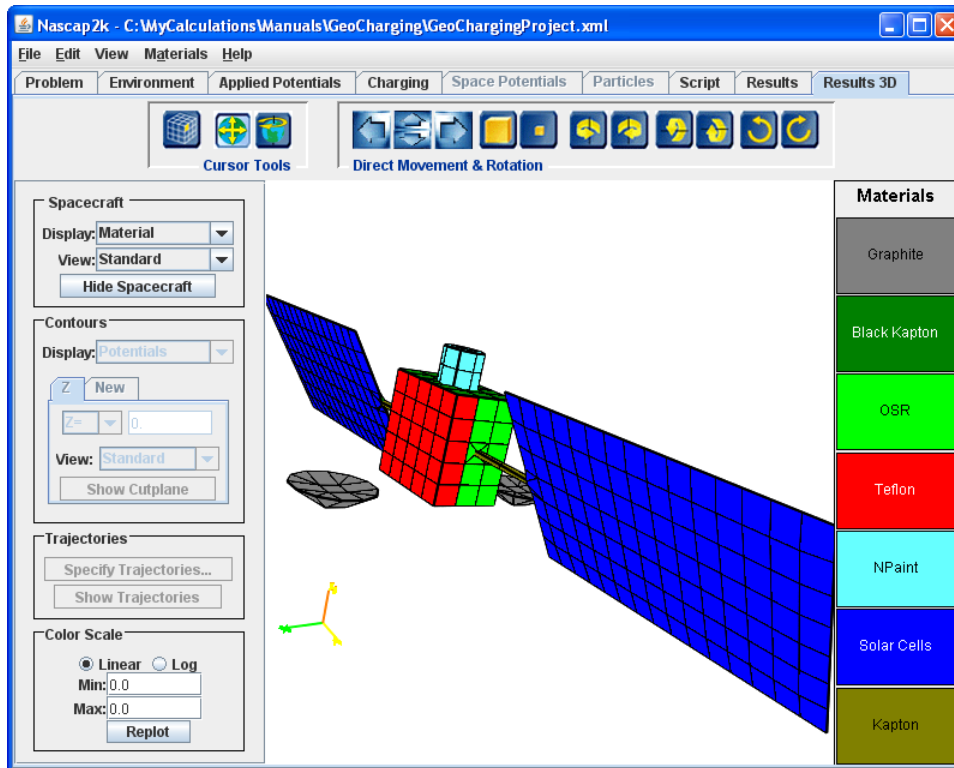 Nascap2k - C:\MyCalculations\Manuals\GeoCharging\GeoChargingProject.xml
File Edit View Materials Help
Problem Environment Applied Potentials Charging Space Potentials Particles Script Results Results 3D
Cursor Tools Direct Movement & Rotation
Spacecraft
Display: Material
View: Standard
Hide Spacecraft
Contours
Display: Potentials
Z New
Z= 0.
View: Standard
Show Cutplane
Trajectories
Specify Trajectories...
Show Trajectories
Color Scale
Linear Log
Min: 0.0
Max: 0.0
Replot
Materials
Graphite
Black Kapton
OSR
Teflon
NPaint
Solar Cells
Kapton